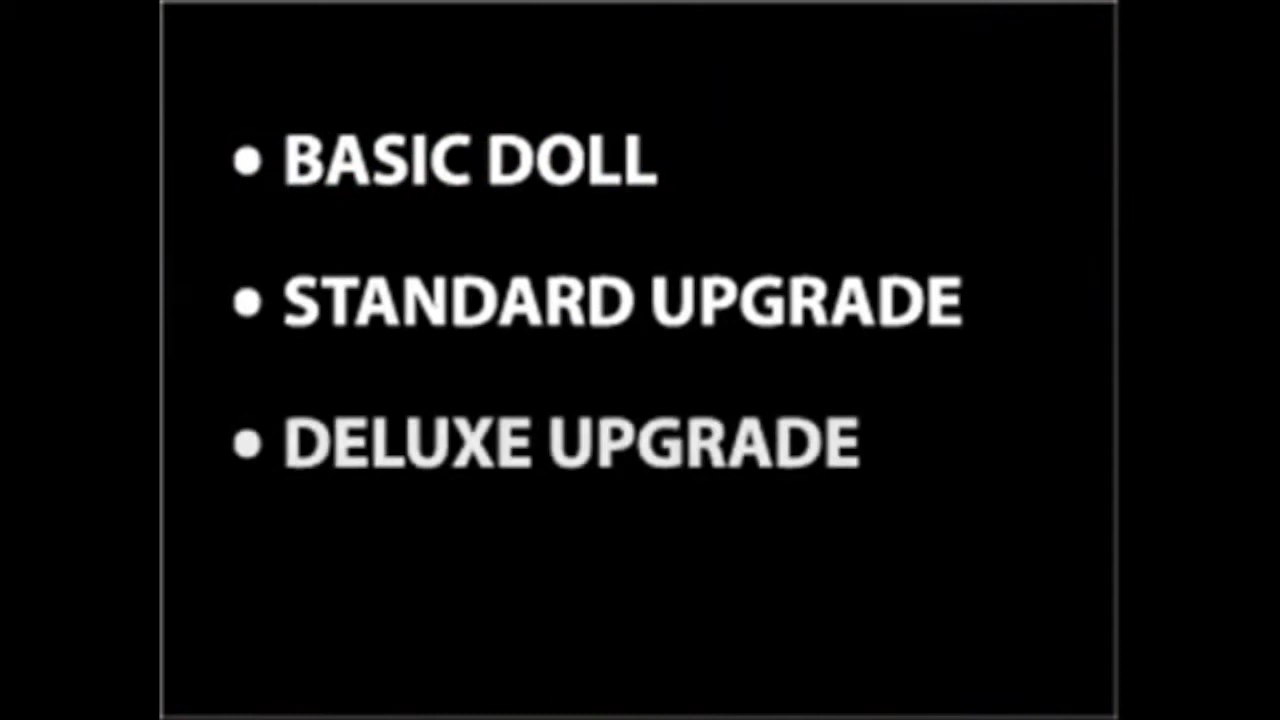 • BASIC DOLL
• STANDARD UPGRADE
• DELUXE UPGRADE